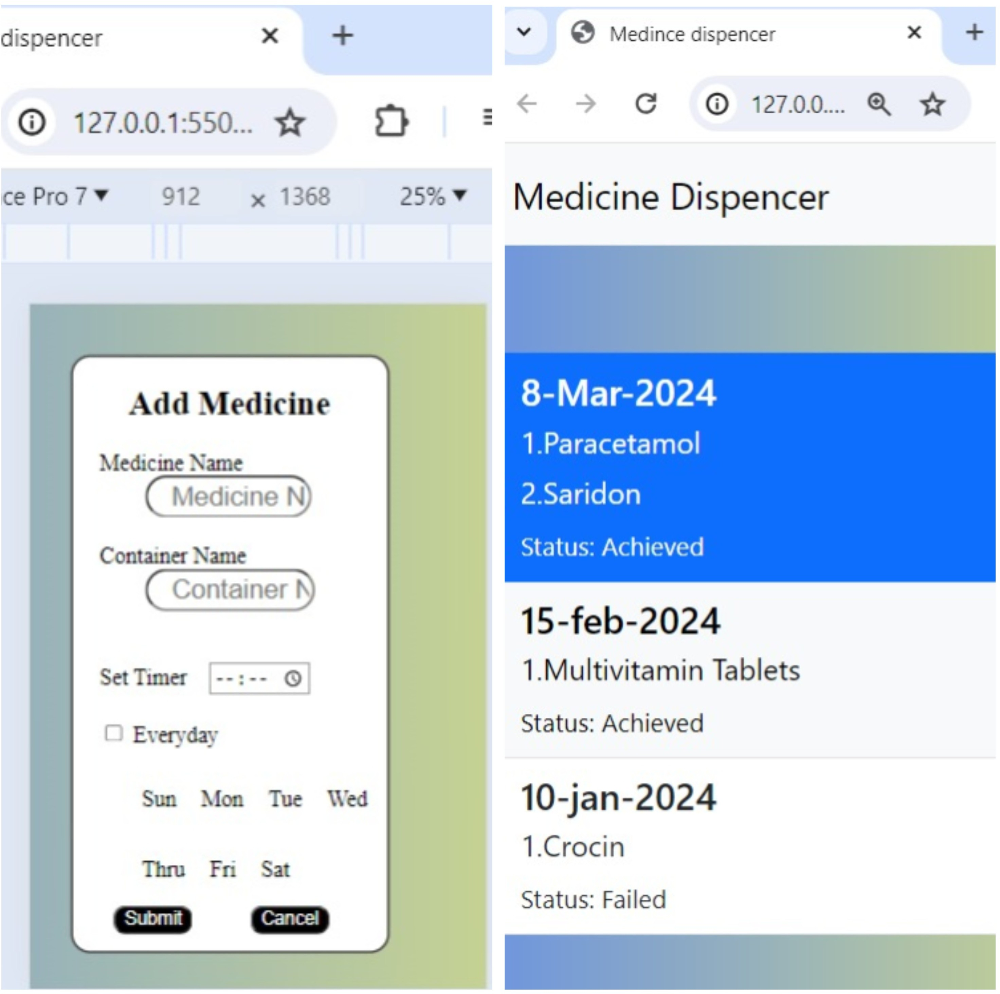 dispencer
127.0.0.1:550...
ce Pro 7 912 x 1368 25%
Add Medicine
Medicine Name
Medicine N
Container Name
Container N
Set Timer --:--
Everyday
Sun Mon Tue Wed
Thru Fri Sat
Submit Cancel
Medince dispencer
127.0.0....
Medicine Dispencer
8-Mar-2024
1.Paracetamol
2.Saridon
Status: Achieved
15-feb-2024
1.Multivitamin Tablets
Status: Achieved
10-jan-2024
1.Crocin
Status: Failed